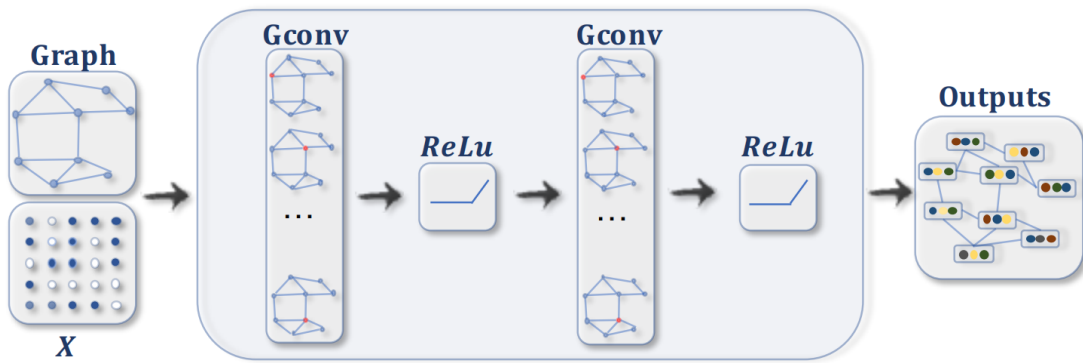 Graph
X
Gconv
...
ReLu
Gconv
...
ReLu
Outputs